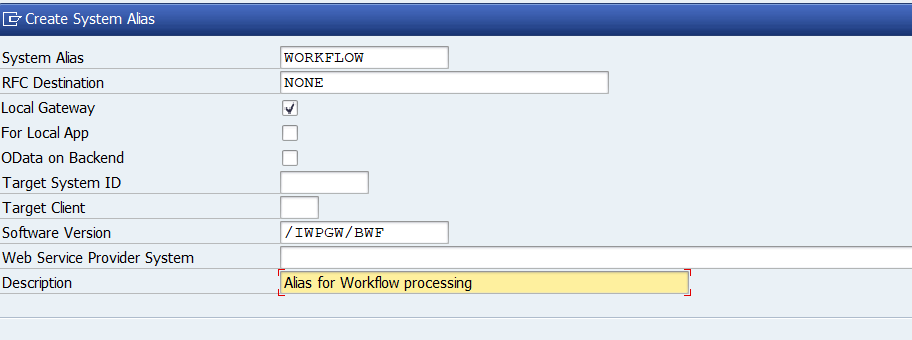 Create System Alias
System Alias WORKFLOW
RFC Destination NONE
Local Gateway
For Local App
OData on Backend
Target System ID
Target Client
Software Version /IWPGW/BWF
Web Service Provider System
Description Alias for Workflow processing